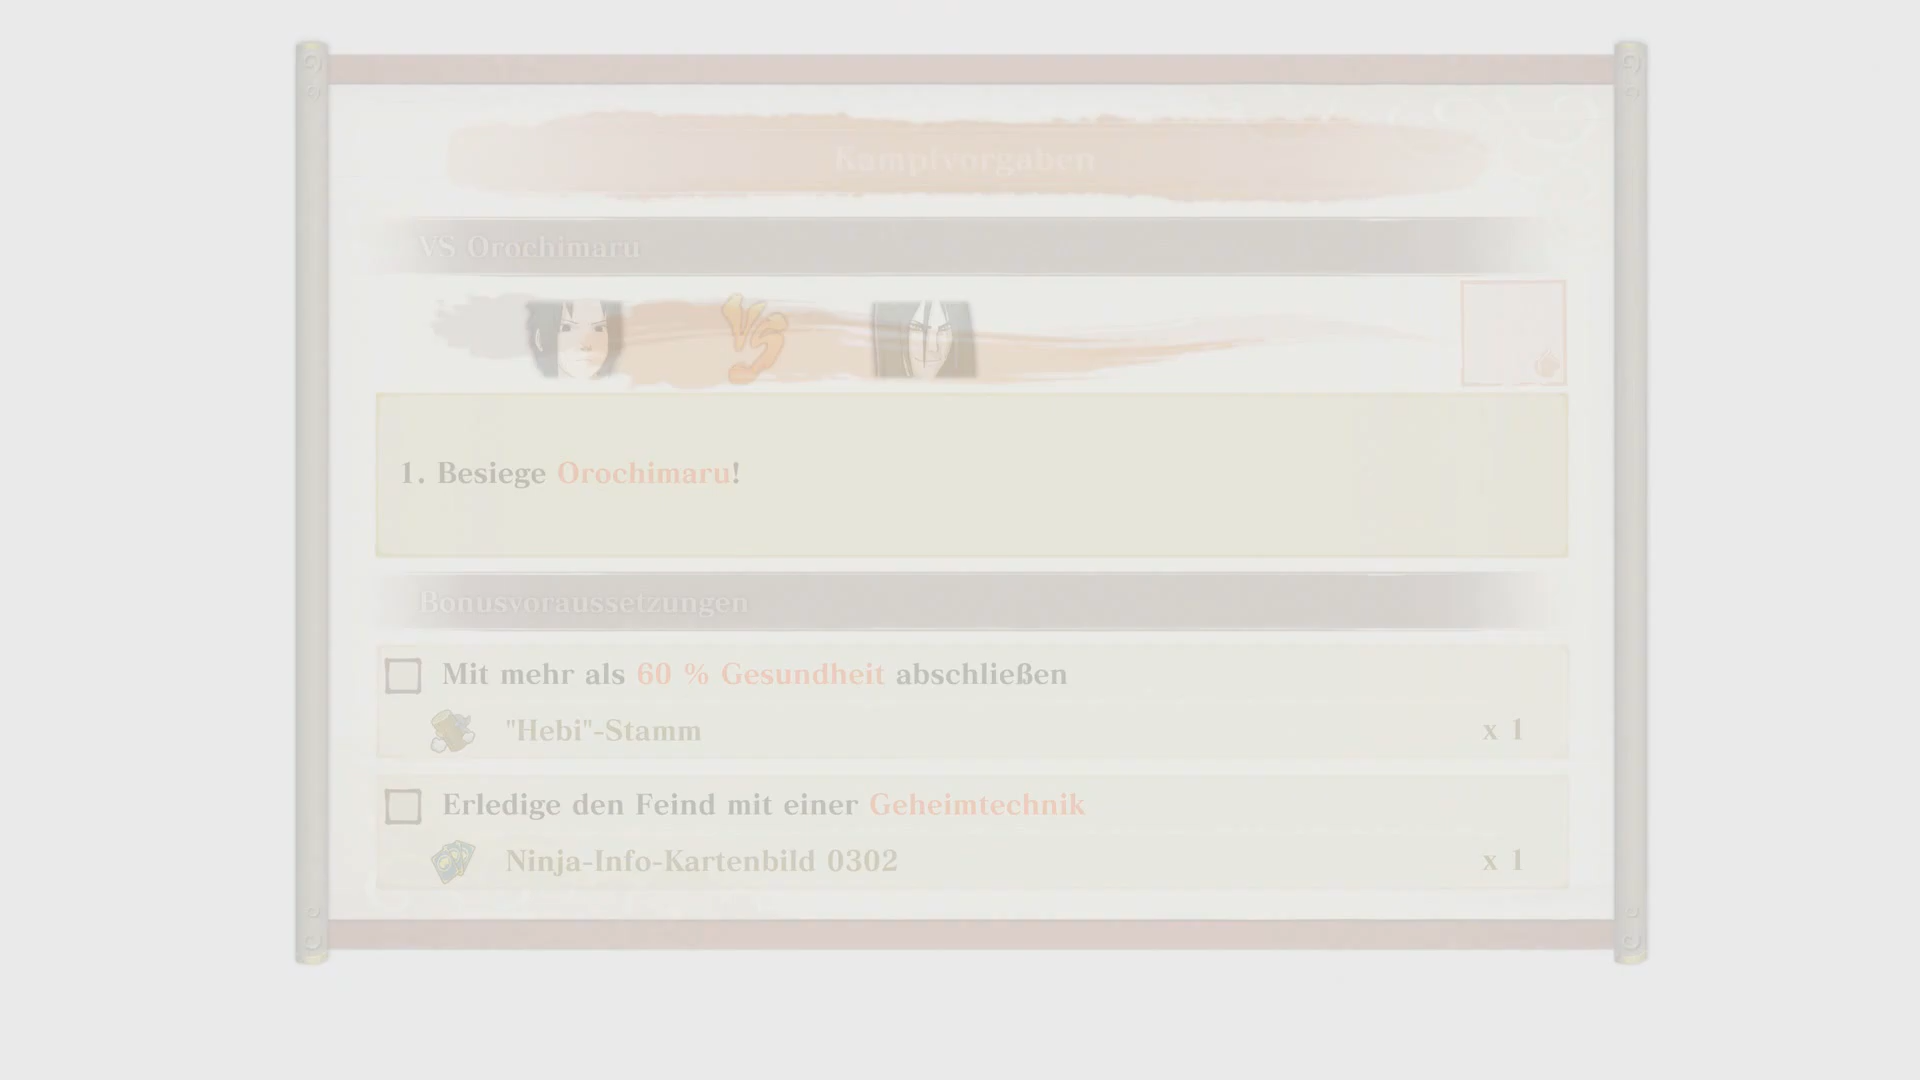 Kampfvorgaben
VS Orochimaru
VS
1. Besiege Orochimaru!
Bonusvoraussetzungen
Mit mehr als 60 % Gesundheit abschließen
"Hebi"-Stamm x 1
Erledige den Feind mit einer Geheimtechnik
Ninja-Info-Kartenbild 0302 x 1